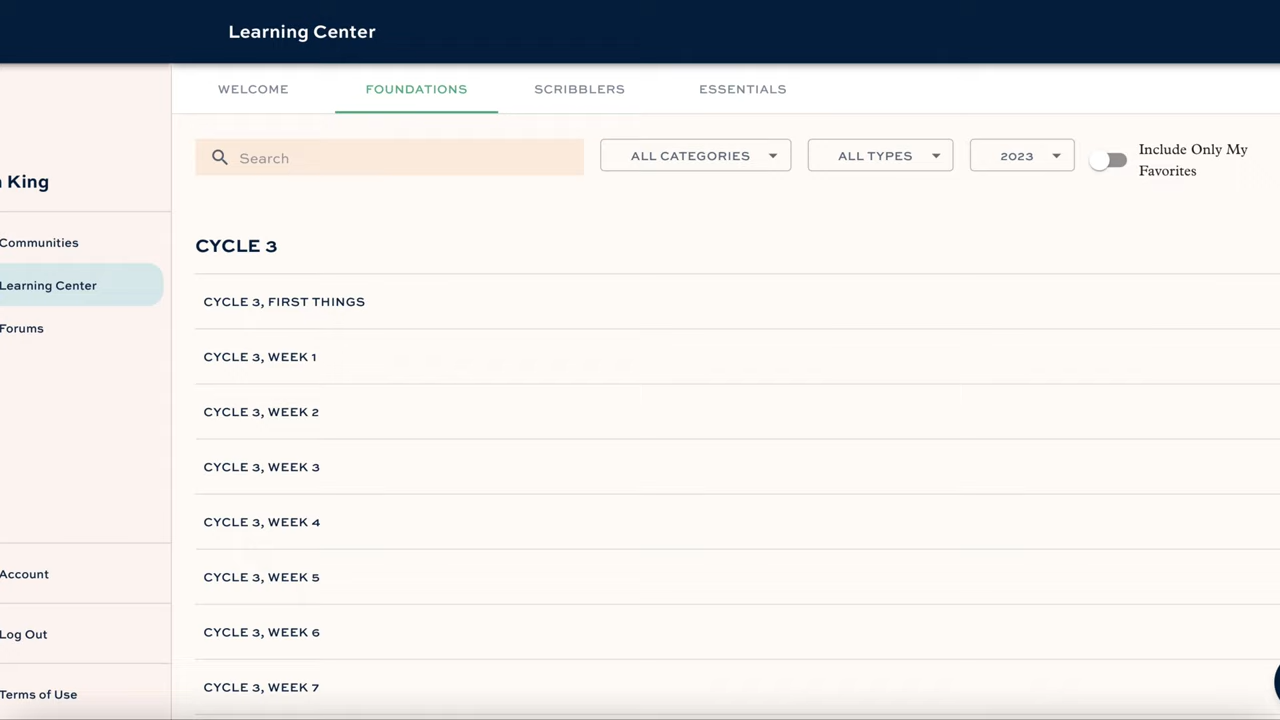 Learning Center
WELCOME
FOUNDATIONS
SCRIBBLERS
ESSENTIALS
Search
ALL CATEGORIES
ALL TYPES
2023
Include Only My
Favorites
King
Communities
Learning Center
Forums
Account
Log Out
Terms of Use
CYCLE 3
CYCLE 3, FIRST THINGS
CYCLE 3, WEEK 1
CYCLE 3, WEEK 2
CYCLE 3, WEEK 3
CYCLE 3, WEEK 4
CYCLE 3, WEEK 5
CYCLE 3, WEEK 6
CYCLE 3, WEEK 7